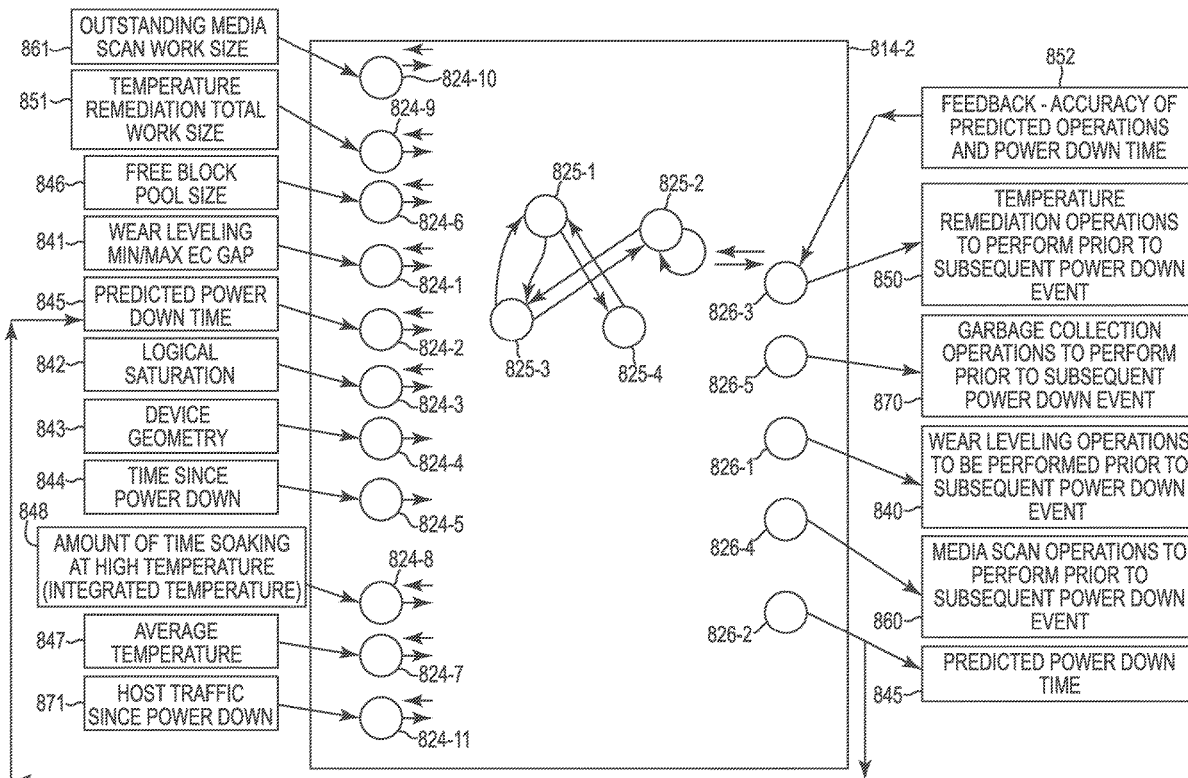 OUTSTANDING MEDIA
SCAN WORK SIZE
861
824-10
TEMPERATURE
REMEDIATION TOTAL
WORK SIZE
851
824-9
FREE BLOCK
POOL SIZE
846
824-6
WEAR LEVELING
MIN/MAX EC GAP
841
824-1
PREDICTED POWER
DOWN TIME
845
824-2
LOGICAL
SATURATION
842
824-3
DEVICE
GEOMETRY
843
824-4
TIME SINCE
POWER DOWN
844
824-5
848
AMOUNT OF TIME SOAKING
AT HIGH TEMPERATURE
(INTEGRATED TEMPERATURE)
824-8
AVERAGE
TEMPERATURE
847
824-7
HOST TRAFFIC
SINCE POWER DOWN
871
824-11
825-1
825-2
825-3
825-4
814-2
852
FEEDBACK - ACCURACY OF
PREDICTED OPERATIONS
AND POWER DOWN TIME
826-3
TEMPERATURE
REMEDIATION OPERATIONS
TO PERFORM PRIOR TO
SUBSEQUENT POWER DOWN
EVENT
850
826-5
GARBAGE COLLECTION
OPERATIONS TO PERFORM
PRIOR TO SUBSEQUENT
POWER DOWN EVENT
870
826-1
WEAR LEVELING OPERATIONS
TO BE PERFORMED PRIOR TO
SUBSEQUENT POWER DOWN
EVENT
840
826-4
MEDIA SCAN OPERATIONS TO
PERFORM PRIOR TO
SUBSEQUENT POWER DOWN
EVENT
860
826-2
PREDICTED POWER DOWN
TIME
845